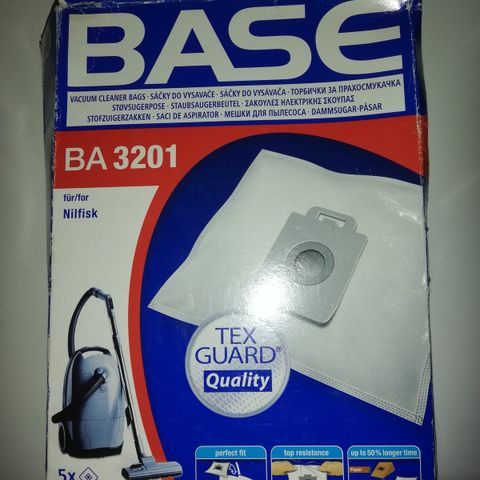 BASE
VACUUM CLEANER BAGS · SÁČKY DO VYSAVAČE · SÁČKY DO VYSÁVAČA · ТОРБИЧКИ ЗА ПРАХОСМУКАЧКА
STØVSUGERPOSE · STAUBSAUGERBEUTEL · ΣΑΚΟΥΛΕΣ ΗΛΕΚΤΡΙΚΗΣ ΣΚΟΥΠΑΣ
STOFZUIGERZAKKEN · SACI DE ASPIRATOR · МЕШКИ ДЛЯ ПЫЛЕСОСА · DAMMSUGAR-PÅSAR
BA 3201
für/for
Nilfisk
TEX
GUARD®
Quality
5x
perfect fit
top resistance
up to 50% longer time
Paper